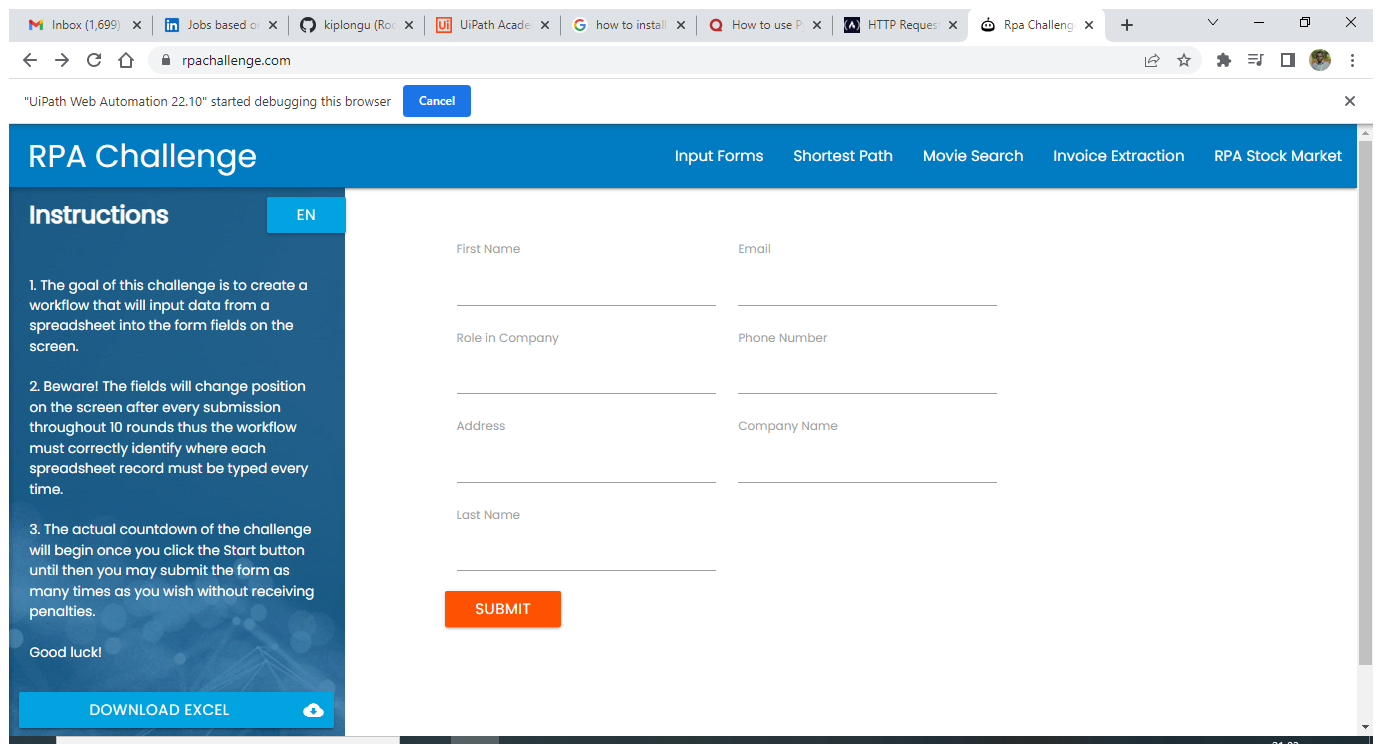 Inbox (1,699)
Jobs based o
kiplongu (Ro
UiPath Acade
how to install
How to use P
HTTP Reques
Rpa Challeng
rpachallenge.com
"UiPath Web Automation 22.10" started debugging this browser
Cancel
RPA Challenge
Input Forms
Shortest Path
Movie Search
Invoice Extraction
RPA Stock Market
Instructions
EN
1. The goal of this challenge is to create a
workflow that will input data from a
spreadsheet into the form fields on the
screen.
2. Beware! The fields will change position
on the screen after every submission
throughout 10 rounds thus the workflow
must correctly identify where each
spreadsheet record must be typed every
time.
3. The actual countdown of the challenge
will begin once you click the Start button
until then you may submit the form as
many times as you wish without receiving
penalties.
Good luck!
DOWNLOAD EXCEL
First Name
Email
Role in Company
Phone Number
Address
Company Name
Last Name
SUBMIT